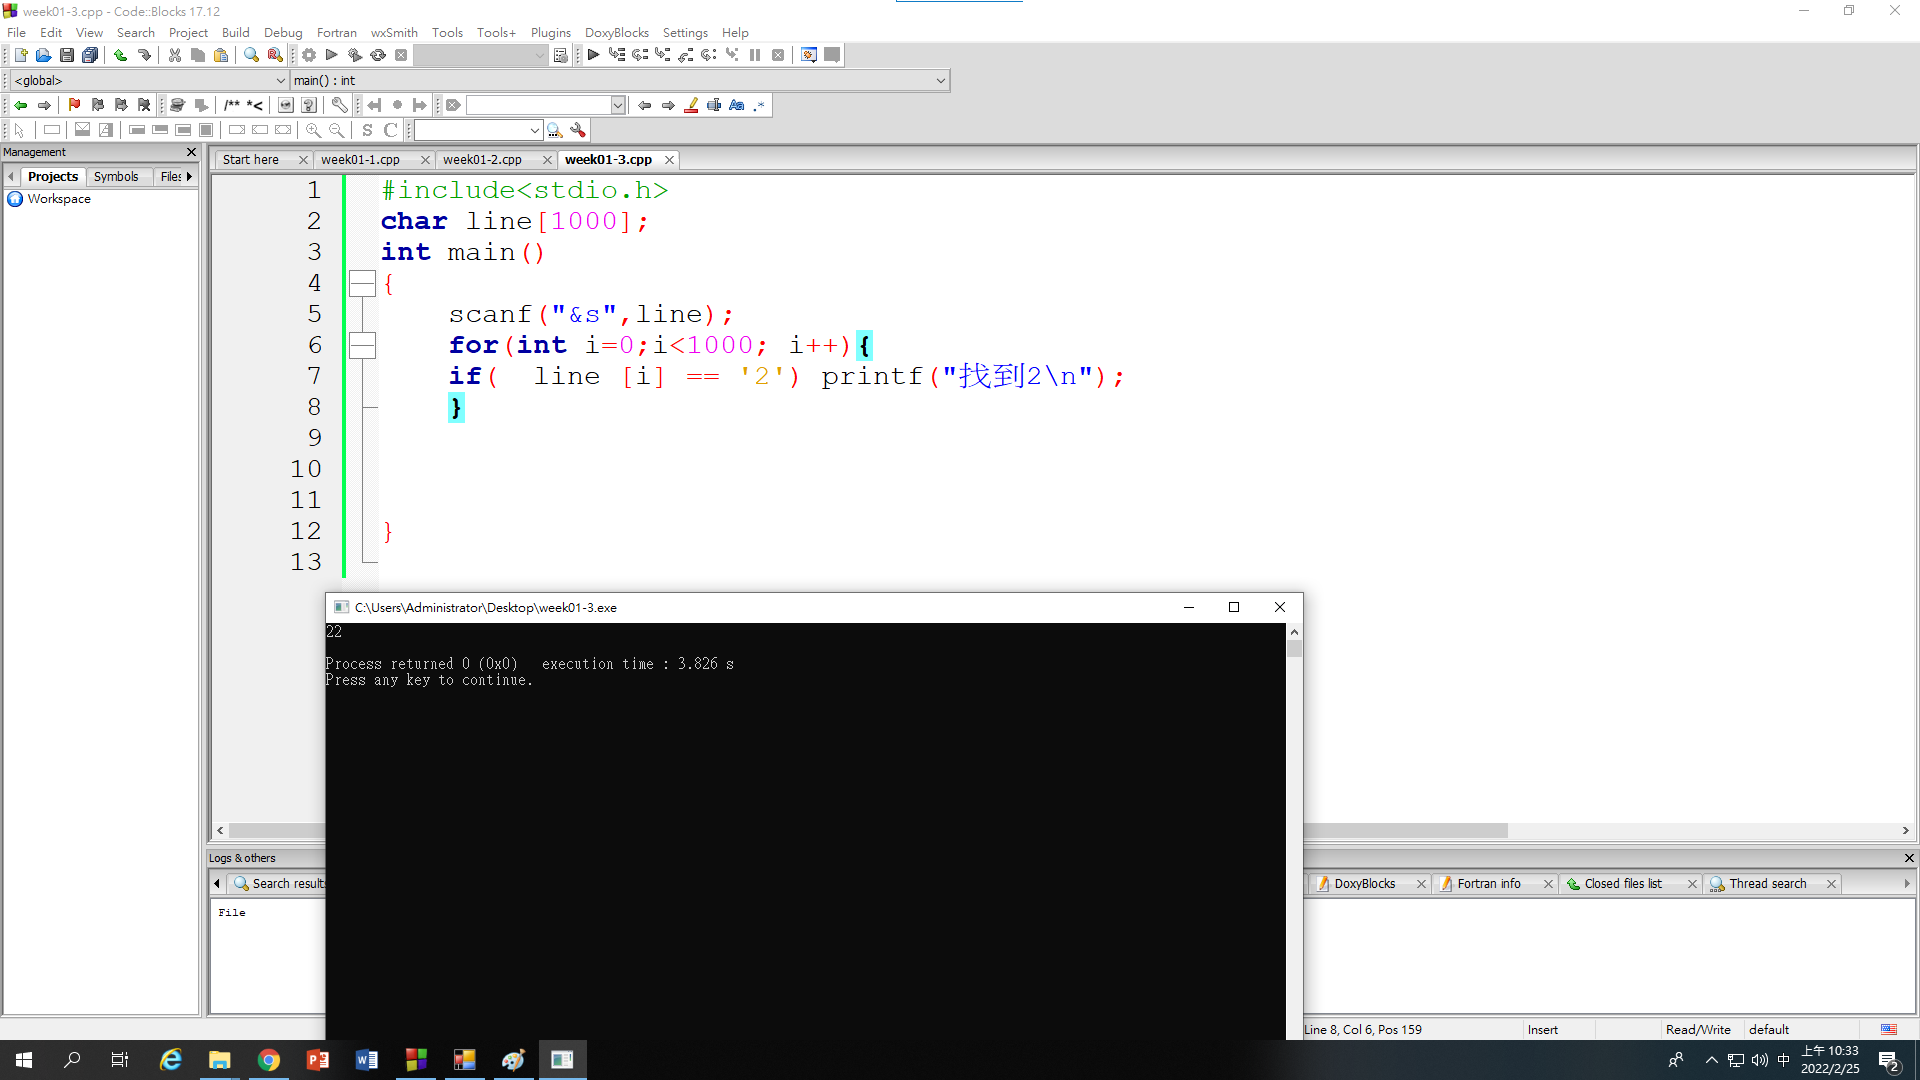 week01-3.cpp - Code::Blocks 17.12
File Edit View Search Project Build Debug Fortran wxSmith Tools Tools+ Plugins DoxyBlocks Settings Help
<global> main() : int
/** *<
Aa .*
S C
Management
Start here week01-1.cpp week01-2.cpp week01-3.cpp
Projects Symbols Files
Workspace
1 #include<stdio.h>
2 char line[1000];
3 int main()
4 {
5 scanf("&s",line);
6 for(int i=0;i<1000; i++){
7 if(  line [i] == '2') printf("找到2\n");
8 }
9
10
11
12 }
13
C:\Users\Administrator\Desktop\week01-3.exe
22
Process returned 0 (0x0)   execution time : 3.826 s
Press any key to continue.
Logs & others
Search results DoxyBlocks Fortran info Closed files list Thread search
File
Line 8, Col 6, Pos 159 Insert Read/Write default
中 上午 10:33
2022/2/25 2